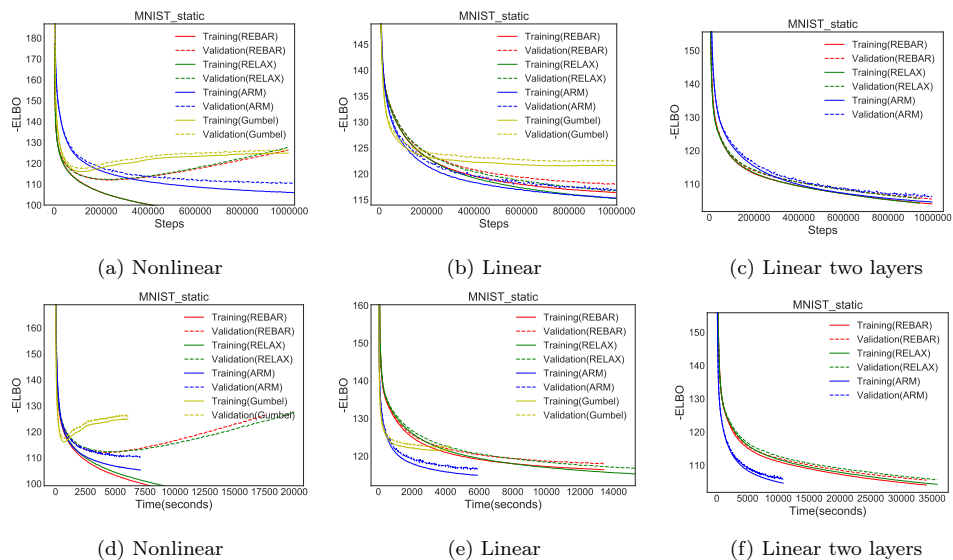 MNIST_static
180
170
160
150
140
130
120
110
100
-ELBO
Training(REBAR)
Validation(REBAR)
Training(RELAX)
Validation(RELAX)
Training(ARM)
Validation(ARM)
Training(Gumbel)
Validation(Gumbel)
0 200000 400000 600000 800000 1000000
Steps
(a) Nonlinear
MNIST_static
145
140
135
130
125
120
115
-ELBO
Training(REBAR)
Validation(REBAR)
Training(RELAX)
Validation(RELAX)
Training(ARM)
Validation(ARM)
Training(Gumbel)
Validation(Gumbel)
0 200000 400000 600000 800000 1000000
Steps
(b) Linear
MNIST_static
150
140
130
120
110
-ELBO
Training(REBAR)
Validation(REBAR)
Training(RELAX)
Validation(RELAX)
Training(ARM)
Validation(ARM)
0 200000 400000 600000 800000 1000000
Steps
(c) Linear two layers
MNIST_static
160
150
140
130
120
110
99
-ELBO
Training(REBAR)
Validation(REBAR)
Training(RELAX)
Validation(RELAX)
Training(ARM)
Validation(ARM)
Training(Gumbel)
Validation(Gumbel)
0 2500 5000 7500 10000 12500 15000 17500 20000
Time(seconds)
(d) Nonlinear
MNIST_static
160
150
140
130
120
-ELBO
Training(REBAR)
Validation(REBAR)
Training(RELAX)
Validation(RELAX)
Training(ARM)
Validation(ARM)
Training(Gumbel)
Validation(Gumbel)
0 2000 4000 6000 8000 10000 12000 14000
Time(seconds)
(e) Linear
MNIST_static
150
140
130
120
110
-ELBO
Training(REBAR)
Validation(REBAR)
Training(RELAX)
Validation(RELAX)
Training(ARM)
Validation(ARM)
0 5000 10000 15000 20000 25000 30000 35000
Time(seconds)
(f) Linear two layers